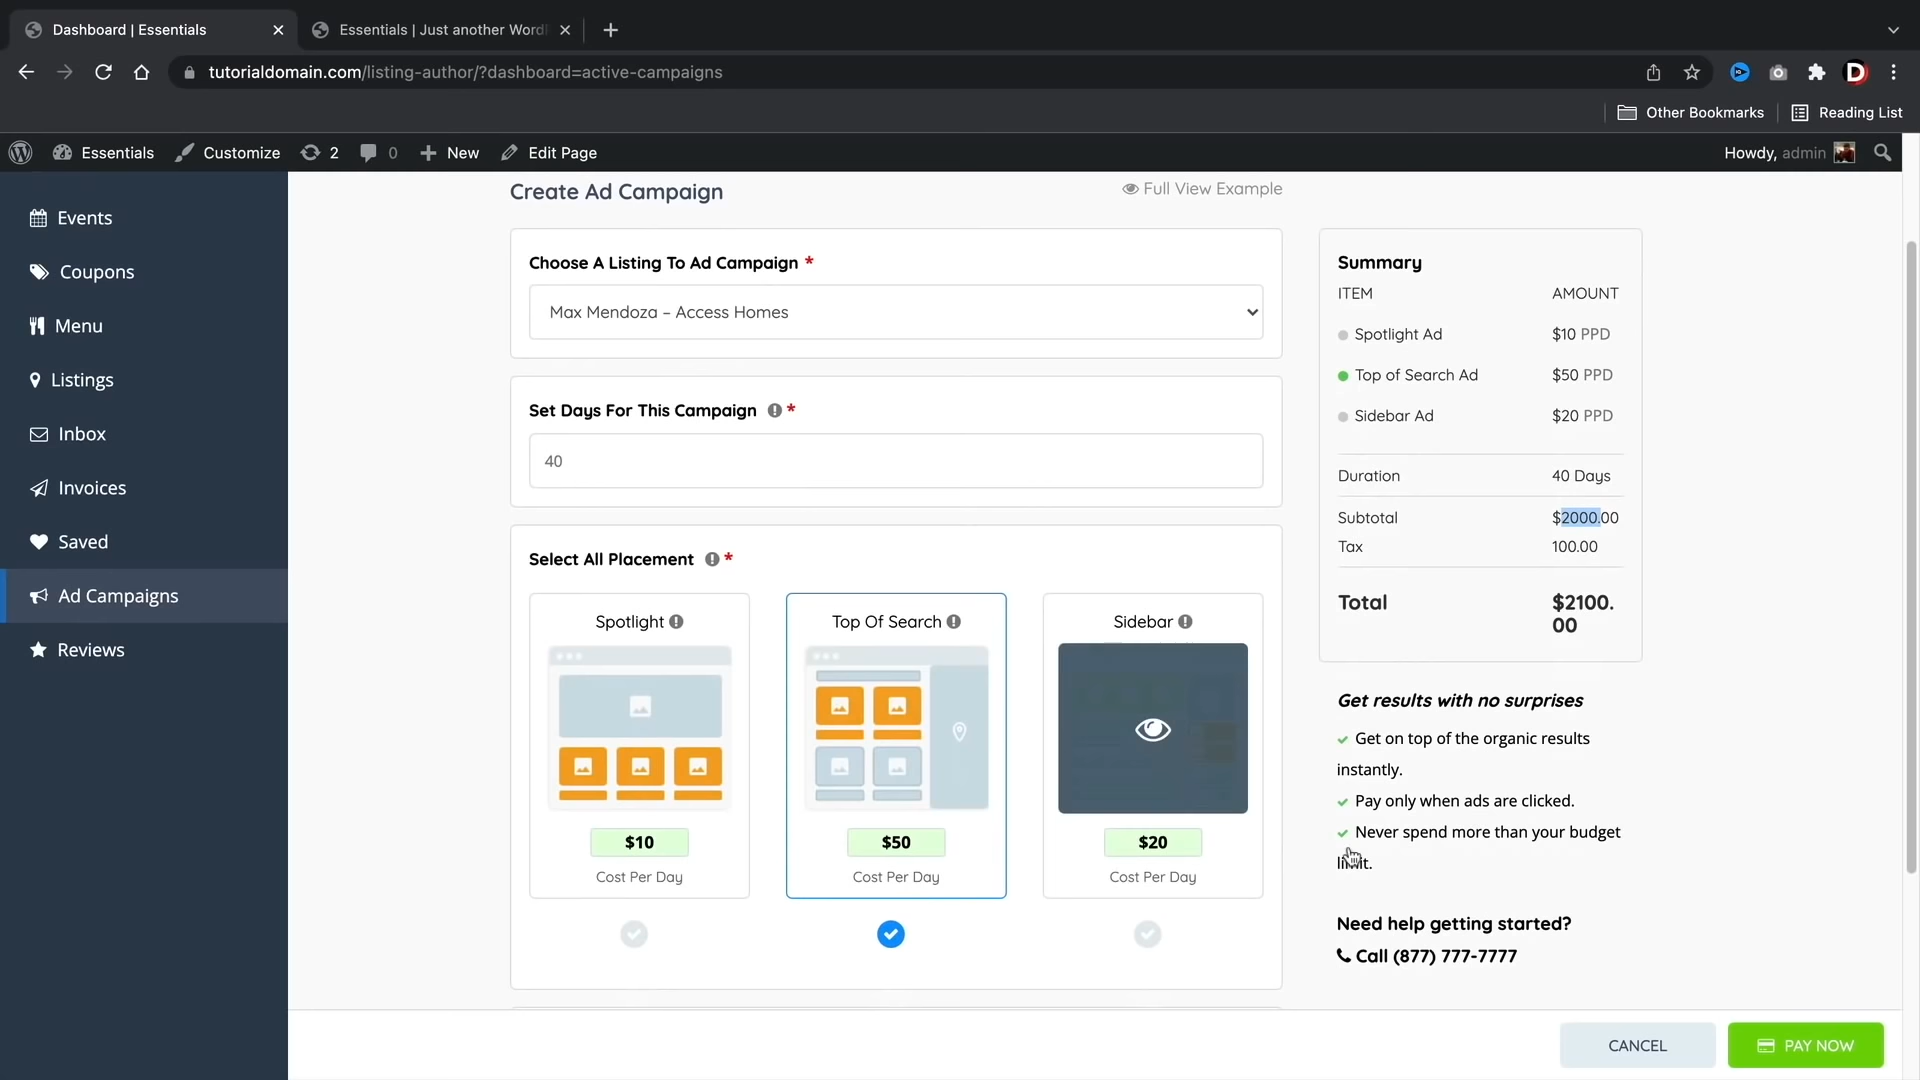 Dashboard | Essentials
Essentials | Just another Word
tutorialdomain.com/listing-author/?dashboard=active-campaigns
Other Bookmarks
Reading List
Essentials
Customize
2
0
New
Edit Page
Howdy, admin
Events
Coupons
Menu
Listings
Inbox
Invoices
Saved
Ad Campaigns
Reviews
Create Ad Campaign
Full View Example
Choose A Listing To Ad Campaign *
Max Mendoza – Access Homes
Set Days For This Campaign *
40
Select All Placement *
Spotlight
$10
Cost Per Day
Top Of Search
$50
Cost Per Day
Sidebar
$20
Cost Per Day
Summary
ITEM AMOUNT
Spotlight Ad $10 PPD
Top of Search Ad $50 PPD
Sidebar Ad $20 PPD
Duration 40 Days
Subtotal $2000.00
Tax 100.00
Total $2100.
00
Get results with no surprises
Get on top of the organic results
instantly.
Pay only when ads are clicked.
Never spend more than your budget
limit.
Need help getting started?
Call (877) 777-7777
CANCEL
PAY NOW